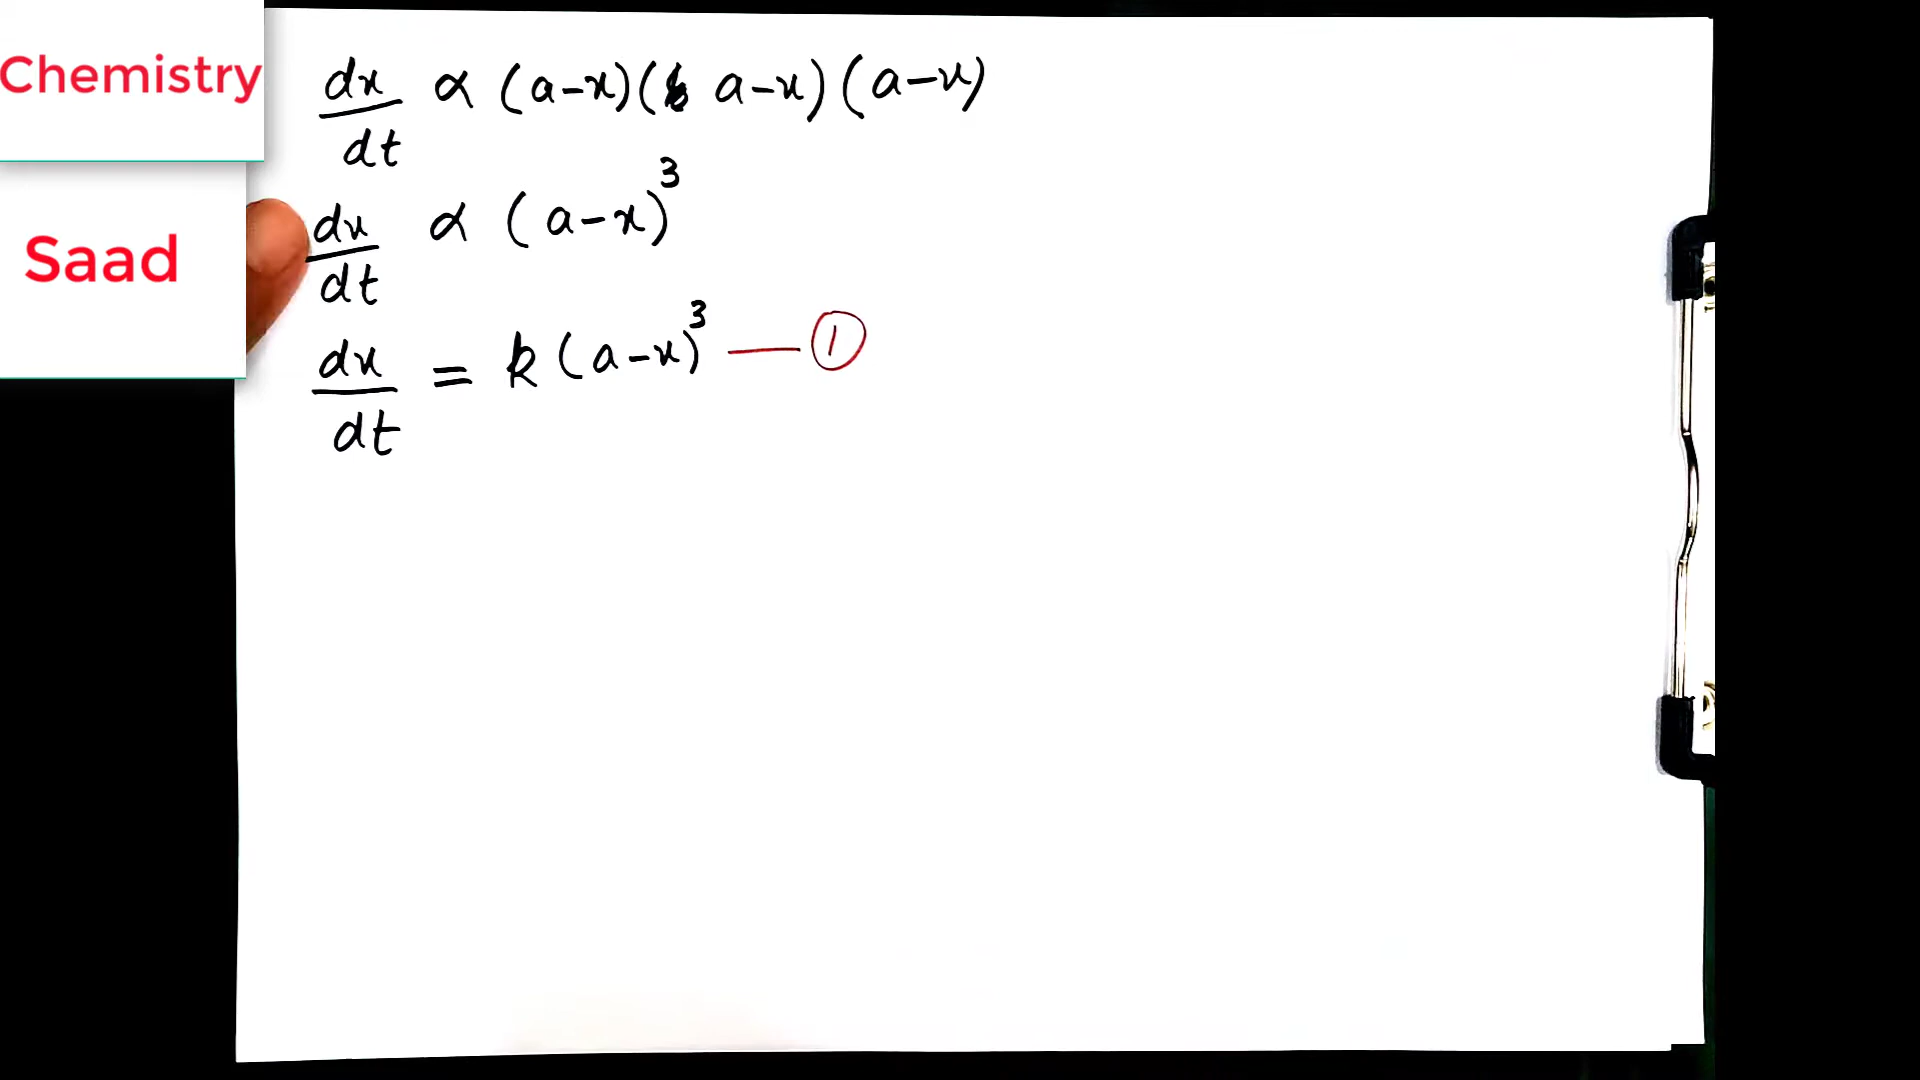 Chemistry
Saad
dx/dt ∝ (a-x)( a-x)(a-x)
dx/dt ∝ (a-x)³
dx/dt = k(a-x)³ — ①